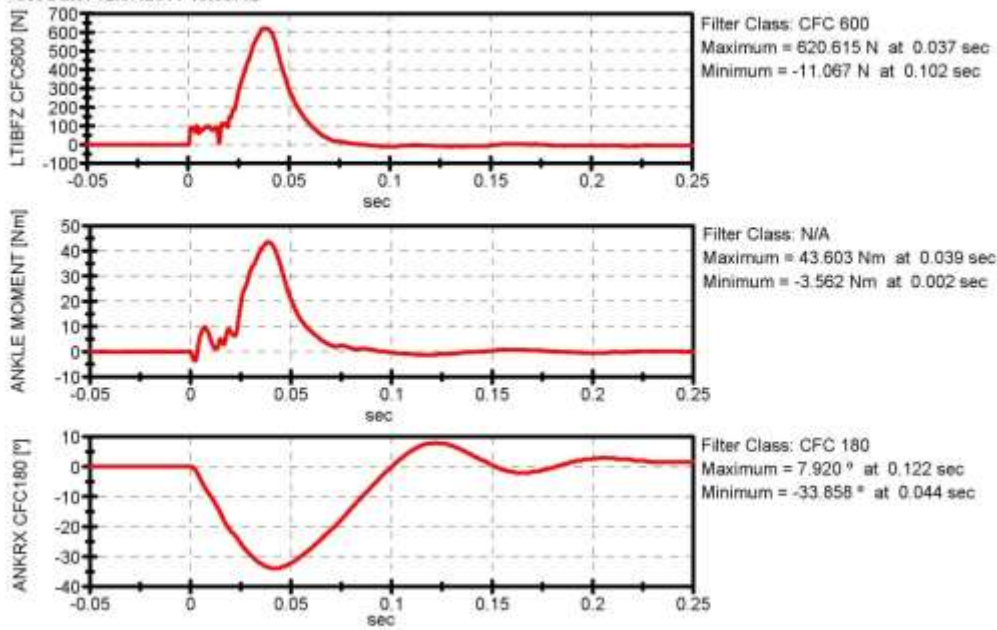 700
600
500
400
300
200
100
0
-100
LTIBFZ CFC600 [N]
-0.05 0 0.05 0.1 0.15 0.2 0.25
sec
Filter Class: CFC 600
Maximum = 620.615 N at 0.037 sec
Minimum = -11.067 N at 0.102 sec
50
40
30
20
10
0
-10
ANKLE MOMENT [Nm]
-0.05 0 0.05 0.1 0.15 0.2 0.25
sec
Filter Class: N/A
Maximum = 43.603 Nm at 0.039 sec
Minimum = -3.562 Nm at 0.002 sec
10
0
-10
-20
-30
-40
ANKRX CFC180 [º]
-0.05 0 0.05 0.1 0.15 0.2 0.25
sec
Filter Class: CFC 180
Maximum = 7.920 º at 0.122 sec
Minimum = -33.858 º at 0.044 sec